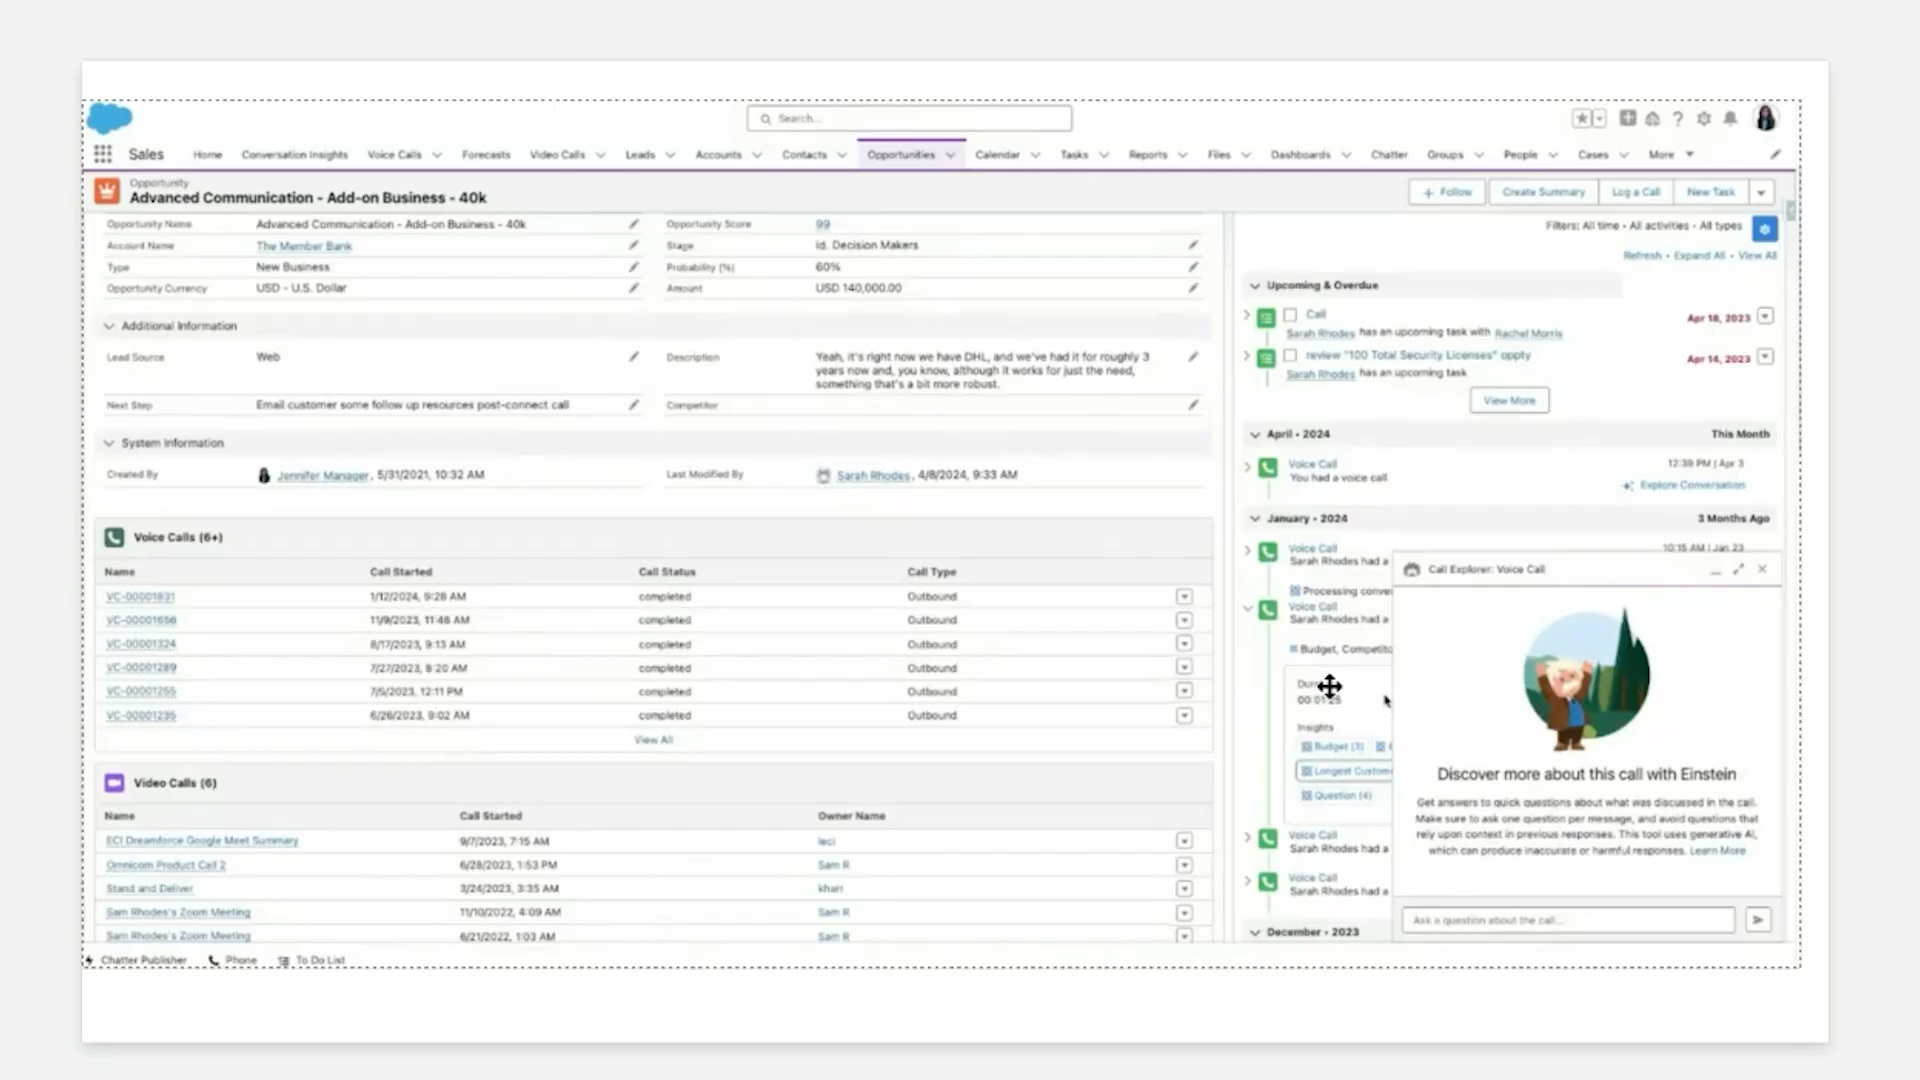 Search...
Sales
Home
Conversation Insights
Voice Calls
Forecasts
Video Calls
Leads
Accounts
Contacts
Opportunities
Calendar
Tasks
Reports
Files
Dashboards
Chatter
Groups
People
Cases
More
Opportunity
Advanced Communication - Add-on Business - 40k
Follow
Create Summary
Log a Call
New Task
Opportunity Name
Advanced Communication - Add-on Business - 40k
Opportunity Score
99
Account Name
The Member Bank
Stage
Id. Decision Makers
Type
New Business
Probability (%)
60%
Opportunity Currency
USD - U.S. Dollar
Amount
USD 140,000.00
Additional Information
Lead Source
Web
Description
Yeah, it's right now we have DHL, and we've had it for roughly 3
years now and, you know, although it works for just the need,
something that's a bit more robust.
Next Step
Email customer some follow up resources post-connect call
Competitor
System Information
Created By
Jennifer Manager, 5/31/2021, 10:32 AM
Last Modified By
Sarah Rhodes, 4/8/2024, 9:33 AM
Voice Calls (6+)
Name Call Started Call Status Call Type
VC-00001831 1/12/2024, 9:28 AM completed Outbound
VC-00001656 11/9/2023, 11:46 AM completed Outbound
VC-00001324 8/17/2023, 9:13 AM completed Outbound
VC-00001289 7/27/2023, 8:20 AM completed Outbound
VC-00001255 7/5/2023, 12:11 PM completed Outbound
VC-00001235 6/26/2023, 9:02 AM completed Outbound
View All
Video Calls (6)
Name Call Started Owner Name
ECI Dreamforce Google Meet Summary 9/7/2023, 7:15 AM
Omnicom Product Call 2 6/28/2023, 1:53 PM Sam R
Stand and Deliver 3/24/2023, 3:35 AM khart
Sam Rhodes's Zoom Meeting 11/10/2022, 4:09 AM Sam R
Sam Rhodes's Zoom Meeting 6/21/2022, 1:03 AM Sam R
Chatter Publisher
Phone
To Do List
Filters: All time • All activities • All types
Refresh • Expand All • View All
Upcoming & Overdue
Call
Apr 18, 2023
Sarah Rhodes has an upcoming task with Rachel Morris
review "100 Total Security Licenses" oppty
Apr 14, 2023
Sarah Rhodes has an upcoming task
View More
April • 2024
This Month
Voice Call
12:39 PM | Apr 3
You had a voice call
Explore Conversation
January • 2024
3 Months Ago
Voice Call
10:15 AM | Jan 23
Sarah Rhodes had a
Processing conve
Voice Call
Sarah Rhodes had a
Budget, Competito
00:01:25
Insights
Budget (3)
Longest Custom
Question (4)
Voice Call
Sarah Rhodes had a
Voice Call
Sarah Rhodes had a
December • 2023
Call Explorer: Voice Call
Discover more about this call with Einstein
Get answers to quick questions about what was discussed in the call.
Make sure to ask one question per message, and avoid questions that
rely upon context in previous responses. This tool uses generative AI,
which can produce inaccurate or harmful responses. Learn More
Ask a question about the call...